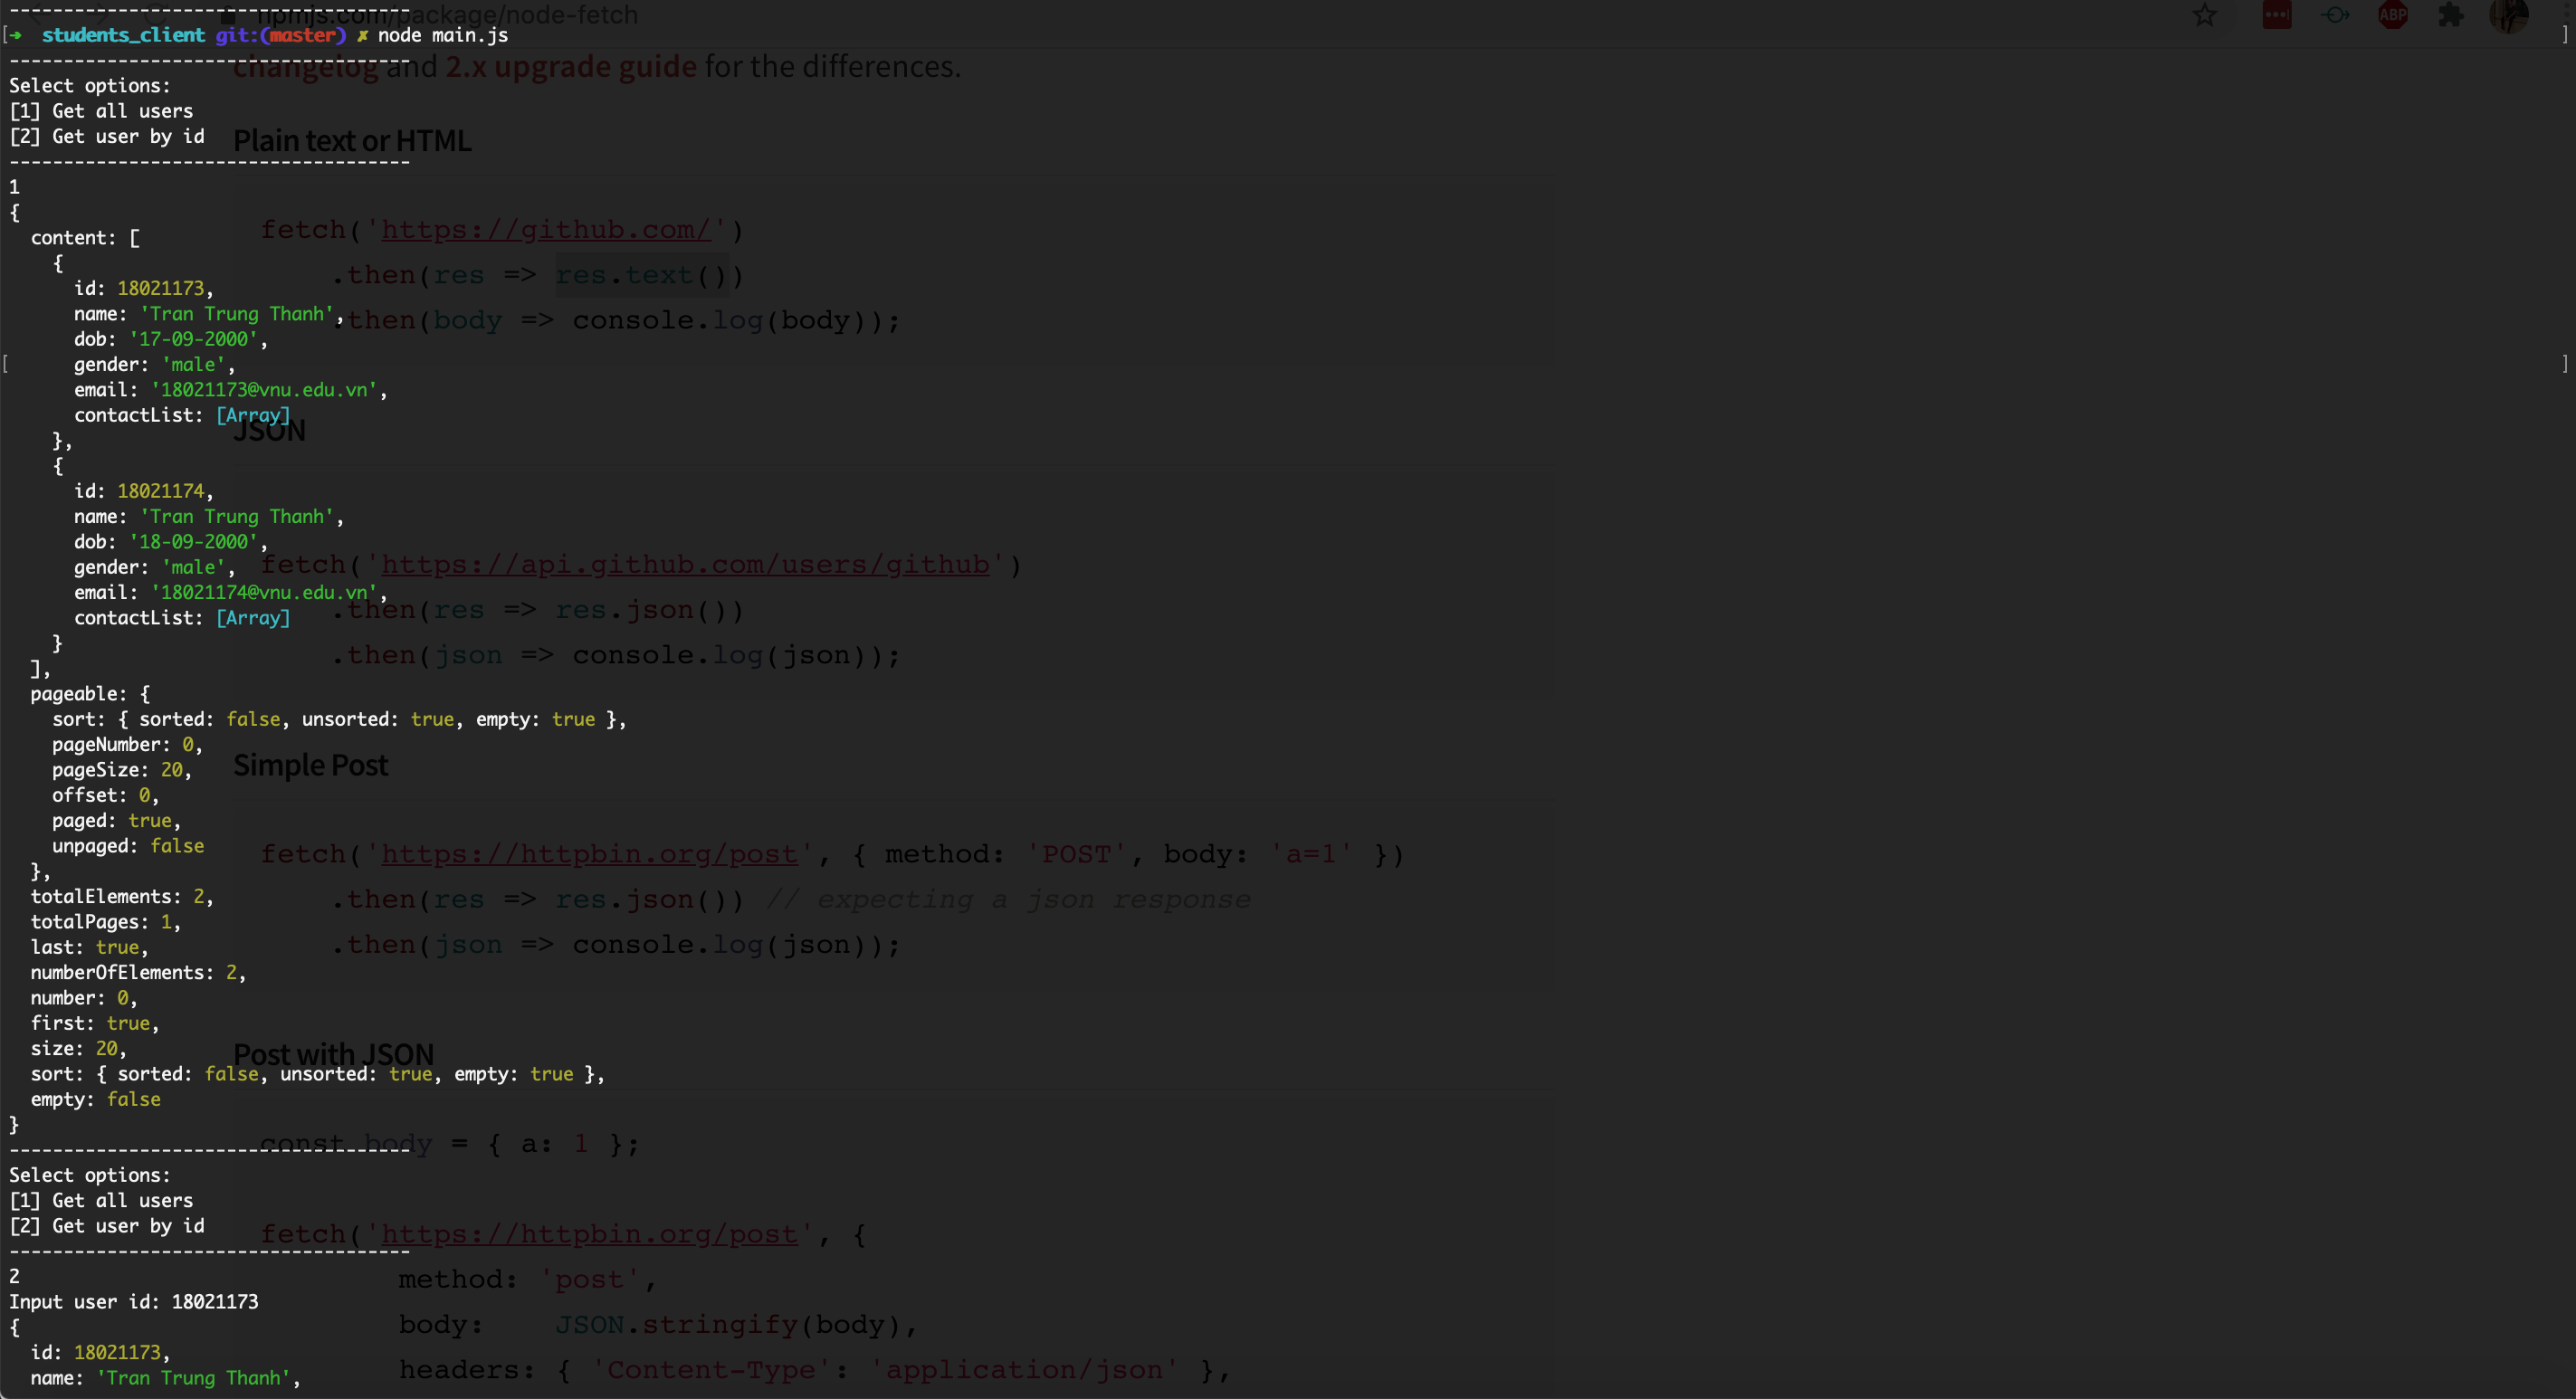 ----------------------------------
npmjs.com/package/node-fetch
[→ students_client git:(master) ✗ node main.js ]
----------------------------------
changelog and 2.x upgrade guide for the differences.
Select options:
[1] Get all users
[2] Get user by id
----------------------------------
1
{
  content: [
    {
      id: 18021173,
      name: 'Tran Trung Thanh',
      dob: '17-09-2000',
      gender: 'male',
      email: '18021173@vnu.edu.vn',
      contactList: [Array]
    },
    {
      id: 18021174,
      name: 'Tran Trung Thanh',
      dob: '18-09-2000',
      gender: 'male',
      email: '18021174@vnu.edu.vn',
      contactList: [Array]
    }
  ],
  pageable: {
    sort: { sorted: false, unsorted: true, empty: true },
    pageNumber: 0,
    pageSize: 20,
    offset: 0,
    paged: true,
    unpaged: false
  },
  totalElements: 2,
  totalPages: 1,
  last: true,
  numberOfElements: 2,
  number: 0,
  first: true,
  size: 20,
  sort: { sorted: false, unsorted: true, empty: true },
  empty: false
}
----------------------------------
Select options:
[1] Get all users
[2] Get user by id
----------------------------------
2
Input user id: 18021173
{
  id: 18021173,
  name: 'Tran Trung Thanh',
Plain text or HTML
fetch('https://github.com/')
    .then(res => res.text())
    .then(body => console.log(body));
JSON
fetch('https://api.github.com/users/github')
    .then(res => res.json())
    .then(json => console.log(json));
Simple Post
fetch('https://httpbin.org/post', { method: 'POST', body: 'a=1' })
    .then(res => res.json()) // expecting a json response
    .then(json => console.log(json));
Post with JSON
const body = { a: 1 };
fetch('https://httpbin.org/post', {
        method: 'post',
        body:    JSON.stringify(body),
        headers: { 'Content-Type': 'application/json' },
ABP